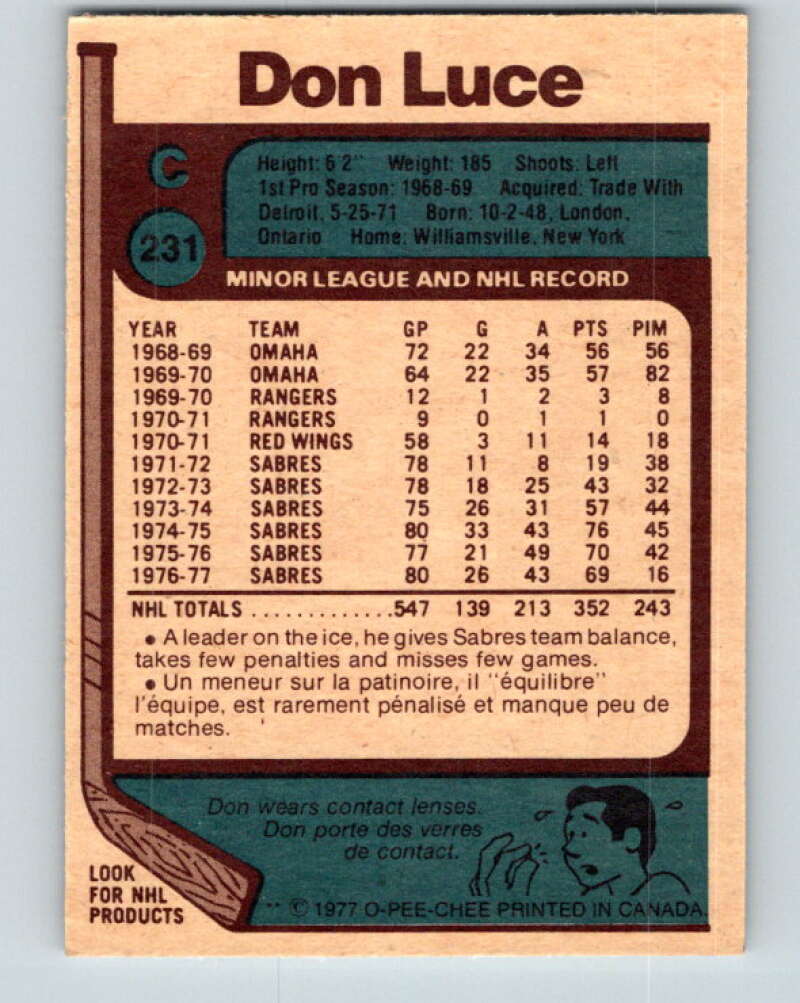 Don Luce
C
Height: 6'2" Weight: 185 Shoots: Left
1st Pro Season: 1968-69 Acquired: Trade With
Detroit, 5-25-71 Born: 10-2-48, London,
Ontario Home: Williamsville, New York
231
MINOR LEAGUE AND NHL RECORD
YEAR TEAM GP G A PTS PIM
1968-69 OMAHA 72 22 34 56 56
1969-70 OMAHA 64 22 35 57 82
1969-70 RANGERS 12 1 2 3 8
1970-71 RANGERS 9 0 1 1 0
1970-71 RED WINGS 58 3 11 14 18
1971-72 SABRES 78 11 8 19 38
1972-73 SABRES 78 18 25 43 32
1973-74 SABRES 75 26 31 57 44
1974-75 SABRES 80 33 43 76 45
1975-76 SABRES 77 21 49 70 42
1976-77 SABRES 80 26 43 69 16
NHL TOTALS .............547 139 213 352 243
• A leader on the ice, he gives Sabres team balance,
takes few penalties and misses few games.
• Un meneur sur la patinoire, il "équilibre"
l'équipe, est rarement pénalisé et manque peu de
matches.
Don wears contact lenses.
Don porte des verres
de contact.
LOOK
FOR NHL
PRODUCTS
** © 1977 O-PEE-CHEE PRINTED IN CANADA.